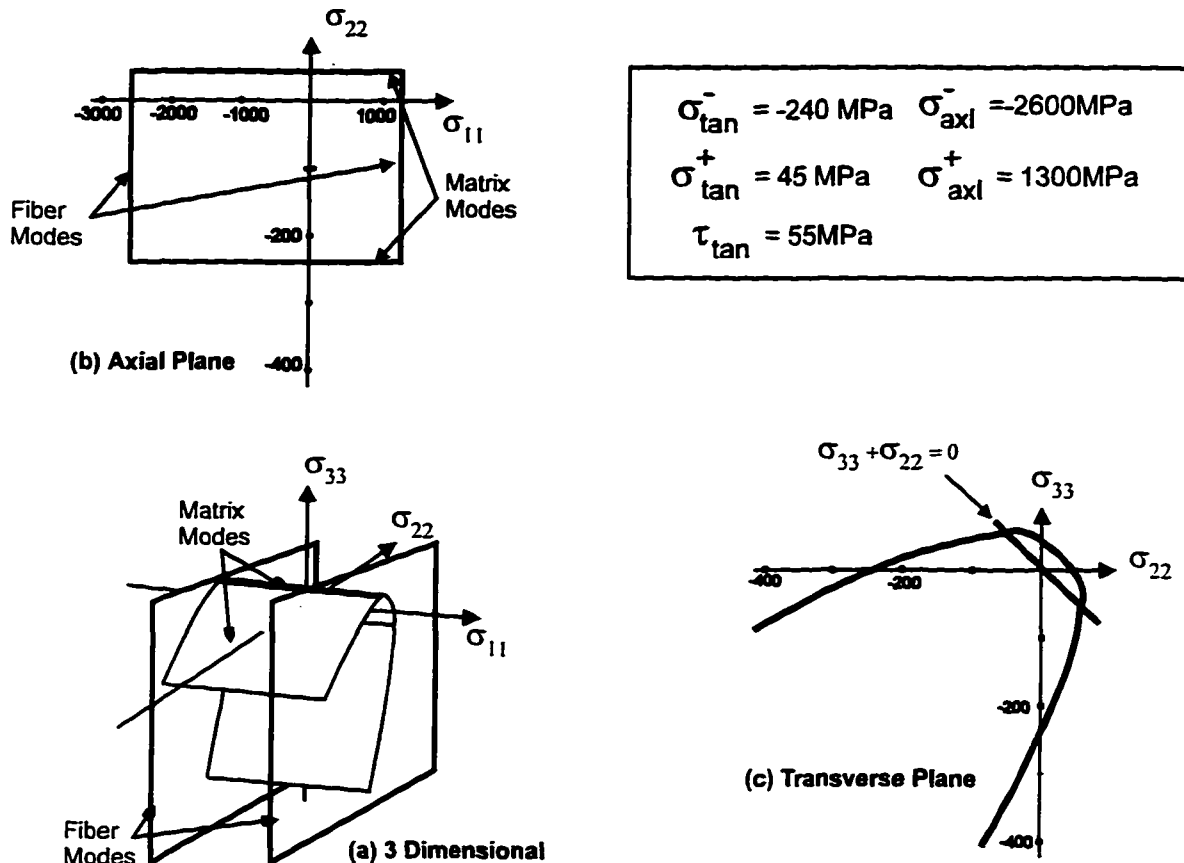 σ22
-3000 -2000 -1000 1000
σ11
Fiber
Modes
Matrix
Modes
-200
-400
(b) Axial Plane
σ-tan = -240 MPa σ-axl =-2600MPa
σ+tan = 45 MPa σ+axl = 1300MPa
τtan = 55MPa
σ33
Matrix
Modes
σ22
σ11
Fiber
Modes
(a) 3 Dimensional
σ33 +σ22 = 0
σ33
σ22
-400 -200
-200
-400
(c) Transverse Plane